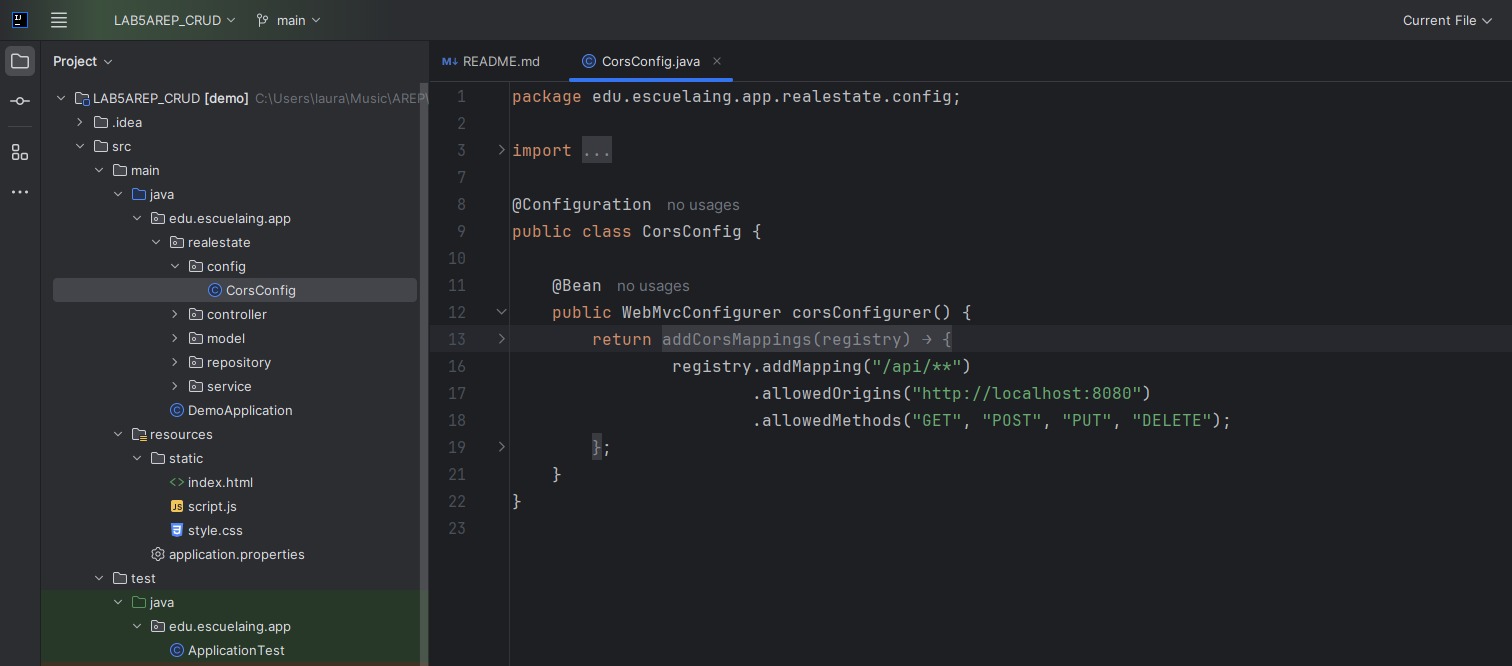 LAB5AREP_CRUD
main
Current File
Project
LAB5AREP_CRUD [demo] C:\Users\laura\Music\AREP\
.idea
src
main
java
edu.escuelaing.app
realestate
config
CorsConfig
controller
model
repository
service
DemoApplication
resources
static
index.html
script.js
style.css
application.properties
test
java
edu.escuelaing.app
ApplicationTest
README.md
CorsConfig.java
1 package edu.escuelaing.app.realestate.config;
2
3 import ...
7
8 @Configuration no usages
9 public class CorsConfig {
10
11 @Bean no usages
12 public WebMvcConfigurer corsConfigurer() {
13 return addCorsMappings(registry) → {
16 registry.addMapping("/api/**")
17 .allowedOrigins("http://localhost:8080")
18 .allowedMethods("GET", "POST", "PUT", "DELETE");
19 };
21 }
22 }
23